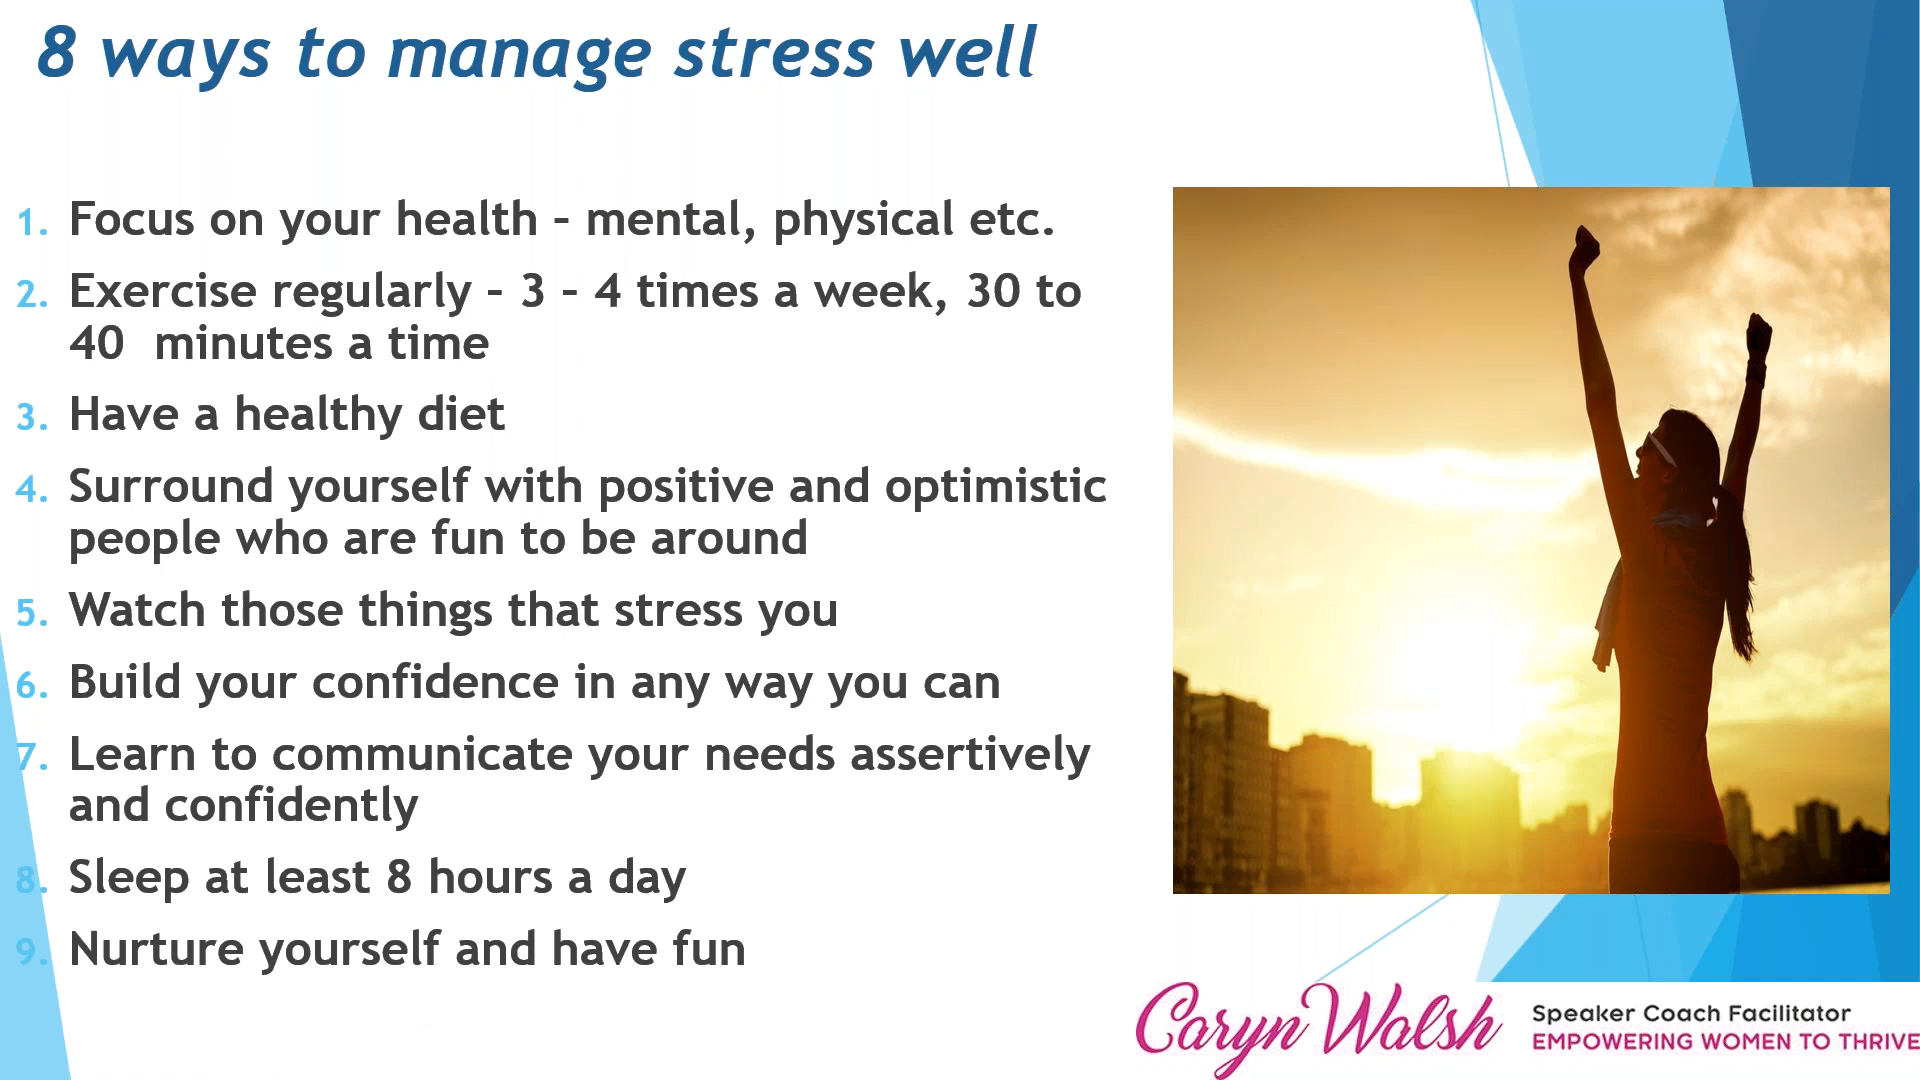 8 ways to manage stress well
1. Focus on your health – mental, physical etc.
2. Exercise regularly – 3 – 4 times a week, 30 to
40 minutes a time
3. Have a healthy diet
4. Surround yourself with positive and optimistic
people who are fun to be around
5. Watch those things that stress you
6. Build your confidence in any way you can
7. Learn to communicate your needs assertively
and confidently
8. Sleep at least 8 hours a day
9. Nurture yourself and have fun
Caryn Walsh
Speaker Coach Facilitator
EMPOWERING WOMEN TO THRIVE